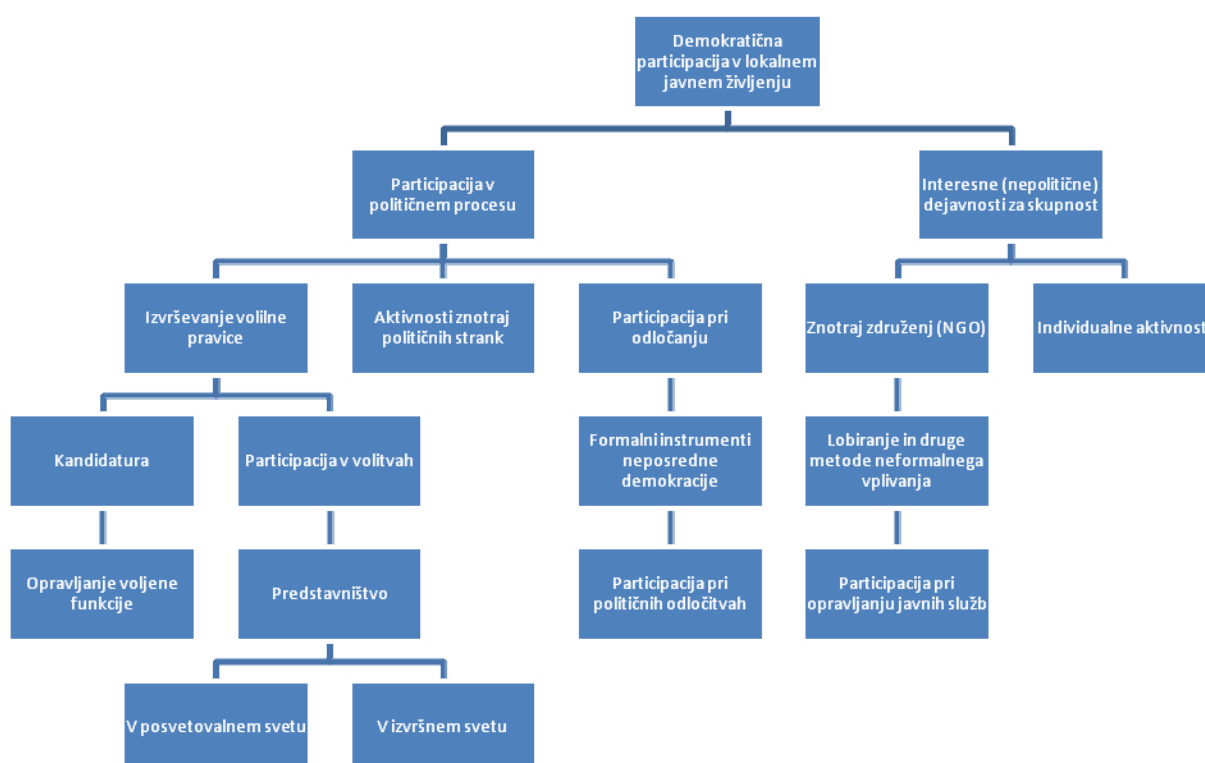 Demokratična
participacija v lokalnem
javnem življenju
Participacija v
političnem procesu
Interesne (nepolitične)
dejavnosti za skupnost
Izvrševanje volilne
pravice
Aktivnosti znotraj
političnih strank
Participacija pri
odločanju
Znotraj združenj (NGO)
Individualne aktivnost
Kandidatura
Participacija v volitvah
Formalni instrumenti
neposredne
demokracije
Lobiranje in druge
metode neformalnega
vplivanja
Opravljanje voljene
funkcije
Predstavništvo
Participacija pri
političnih odločitvah
Participacija pri
opravljanju javnih služb
V posvetovalnem svetu
V izvršnem svetu